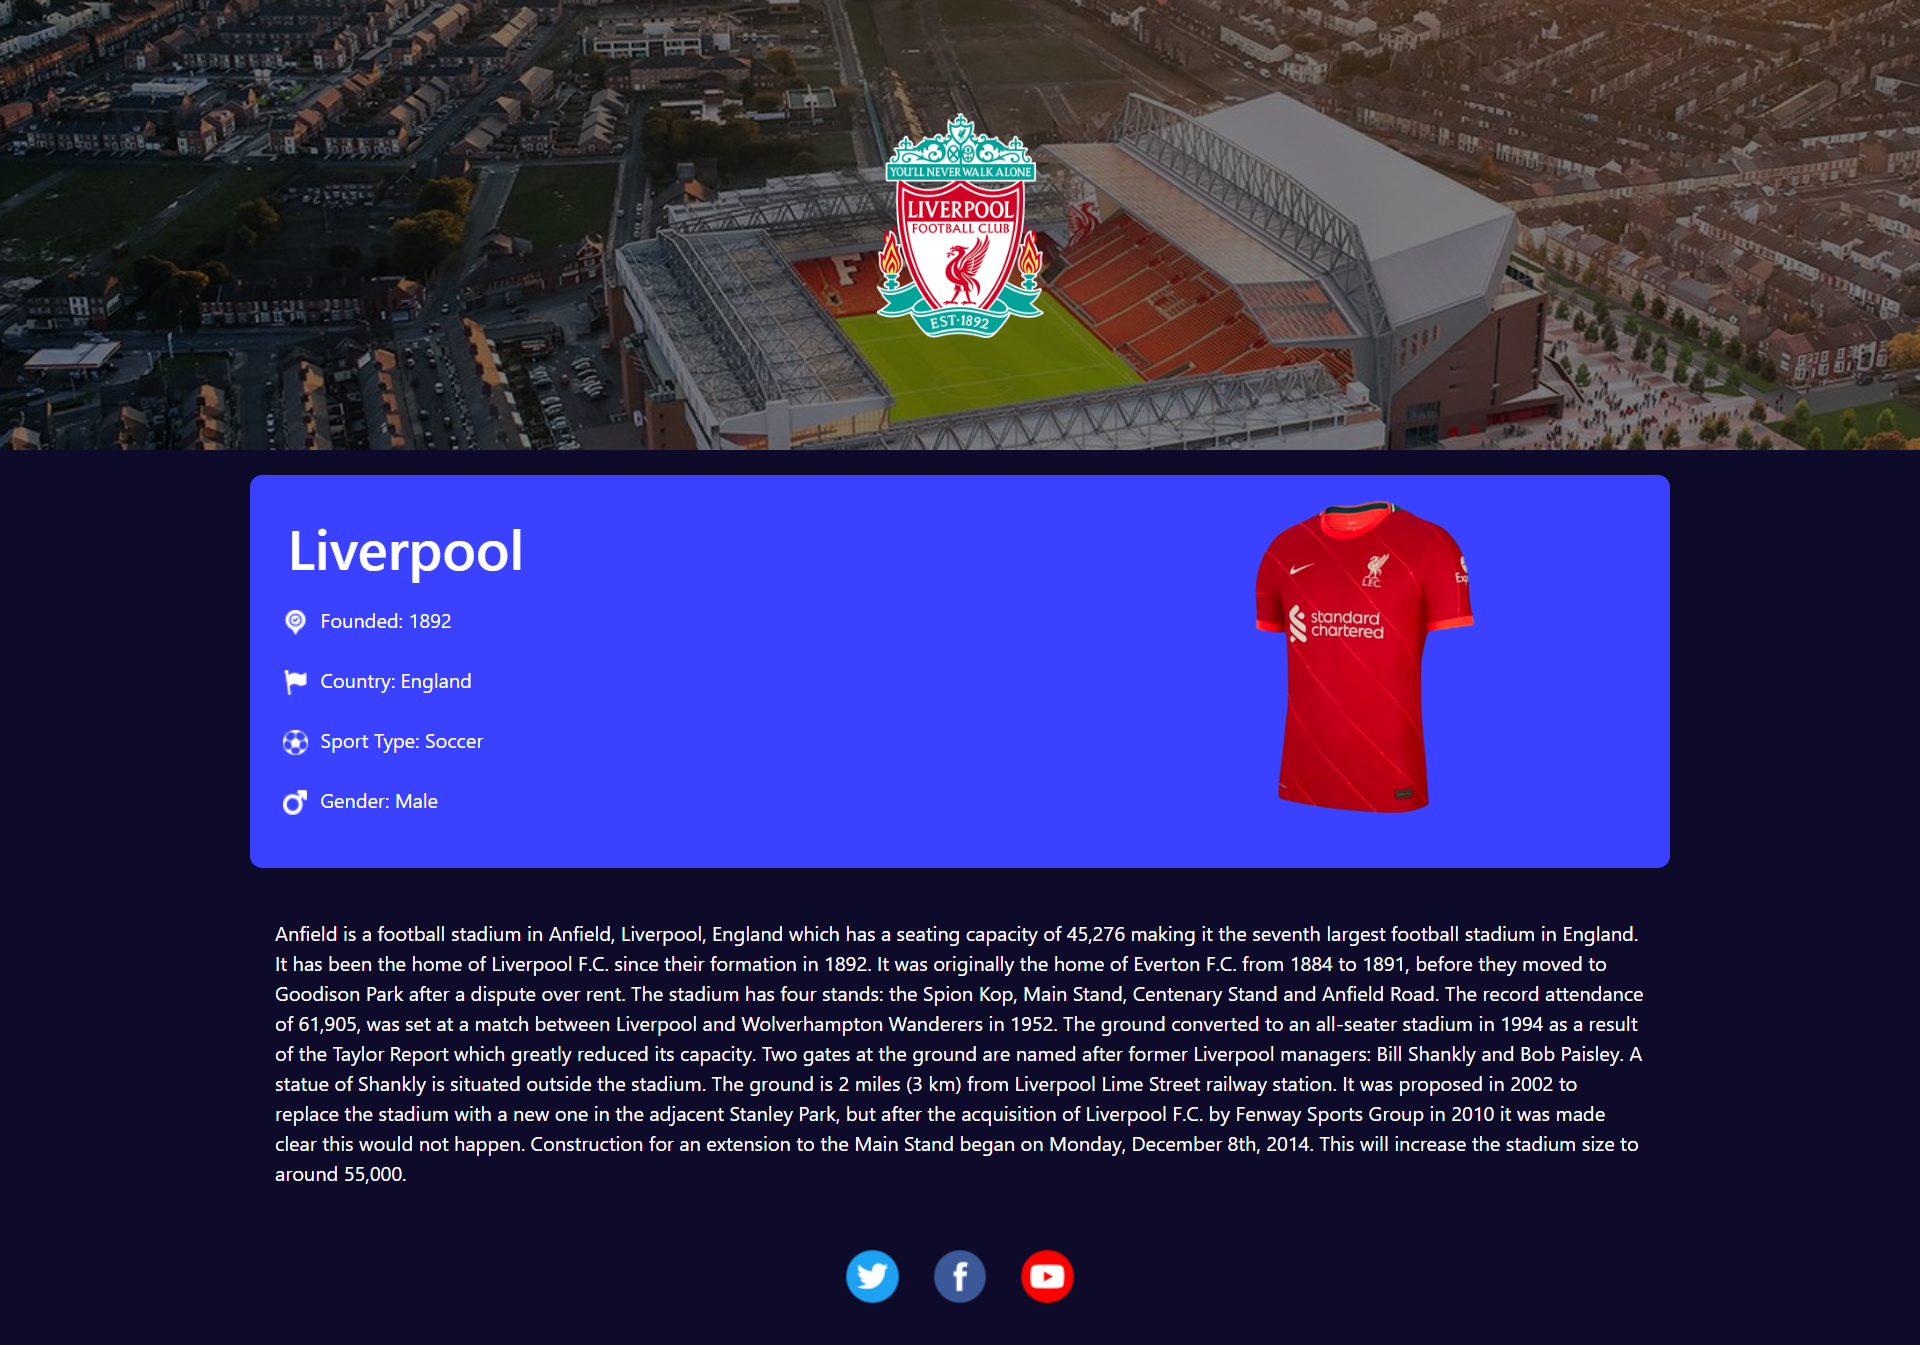 YOU'LL NEVER WALK ALONE
LIVERPOOL
FOOTBALL CLUB
EST·1892
F
Liverpool
Founded: 1892
Country: England
Sport Type: Soccer
Gender: Male
L.F.C.
Exp
standard
chartered
Anfield is a football stadium in Anfield, Liverpool, England which has a seating capacity of 45,276 making it the seventh largest football stadium in England.
It has been the home of Liverpool F.C. since their formation in 1892. It was originally the home of Everton F.C. from 1884 to 1891, before they moved to
Goodison Park after a dispute over rent. The stadium has four stands: the Spion Kop, Main Stand, Centenary Stand and Anfield Road. The record attendance
of 61,905, was set at a match between Liverpool and Wolverhampton Wanderers in 1952. The ground converted to an all-seater stadium in 1994 as a result
of the Taylor Report which greatly reduced its capacity. Two gates at the ground are named after former Liverpool managers: Bill Shankly and Bob Paisley. A
statue of Shankly is situated outside the stadium. The ground is 2 miles (3 km) from Liverpool Lime Street railway station. It was proposed in 2002 to
replace the stadium with a new one in the adjacent Stanley Park, but after the acquisition of Liverpool F.C. by Fenway Sports Group in 2010 it was made
clear this would not happen. Construction for an extension to the Main Stand began on Monday, December 8th, 2014. This will increase the stadium size to
around 55,000.